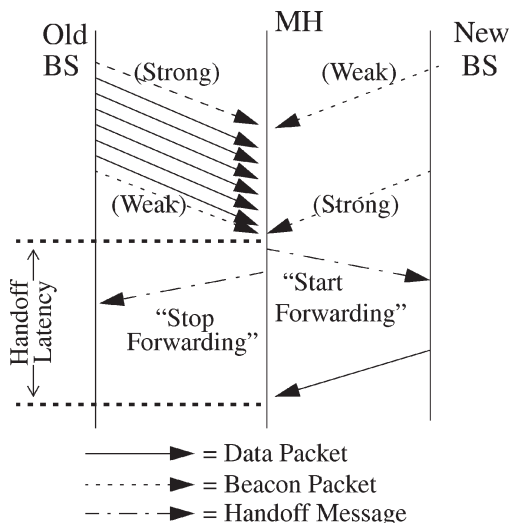 Old
BS
MH
New
BS
(Strong)
(Weak)
(Weak)
(Strong)
Handoff
Latency
“Start
Forwarding”
“Stop
Forwarding”
= Data Packet
= Beacon Packet
= Handoff Message